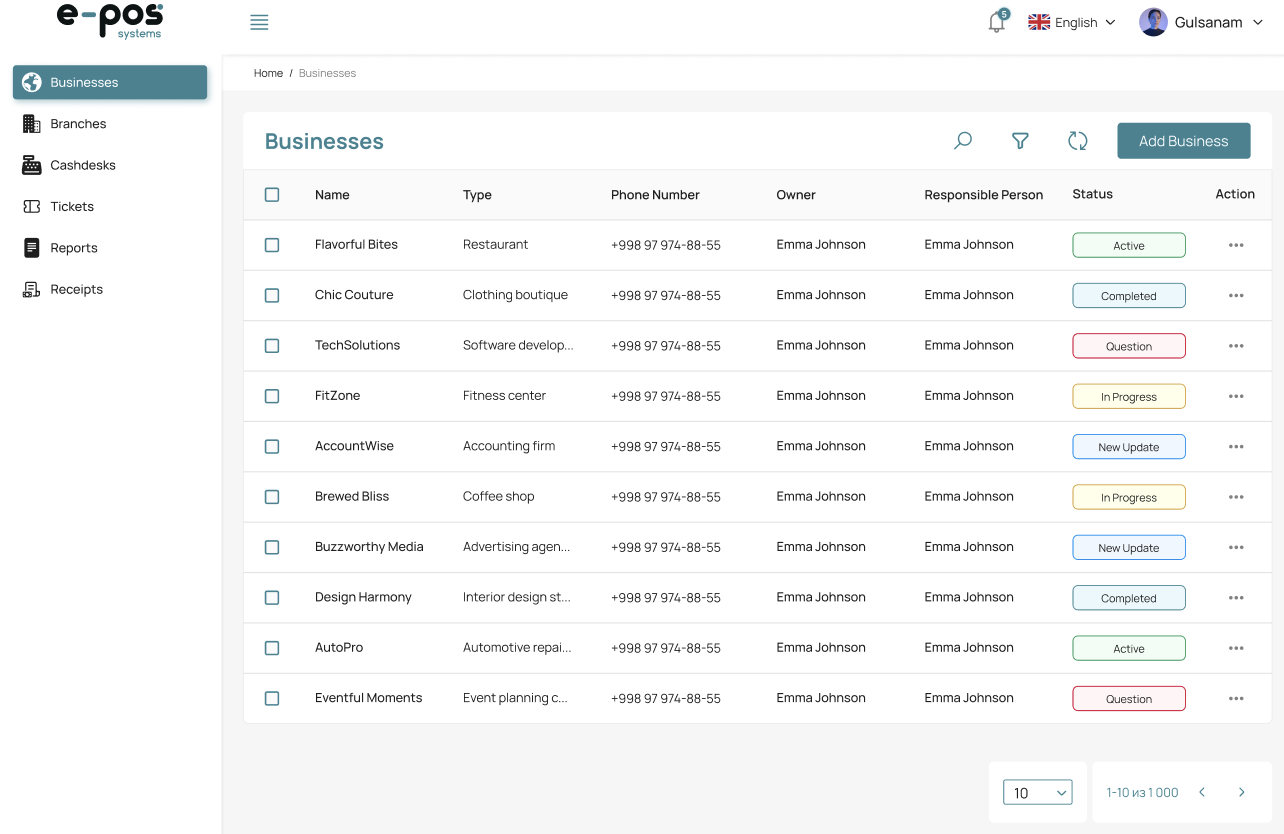 e-pos
systems
5
English
Gulsanam
Businesses
Branches
Cashdesks
Tickets
Reports
Receipts
Home / Businesses
Businesses
Add Business
Name Type Phone Number Owner Responsible Person Status Action
Flavorful Bites Restaurant +998 97 974-88-55 Emma Johnson Emma Johnson Active
Chic Couture Clothing boutique +998 97 974-88-55 Emma Johnson Emma Johnson Completed
TechSolutions Software develop... +998 97 974-88-55 Emma Johnson Emma Johnson Question
FitZone Fitness center +998 97 974-88-55 Emma Johnson Emma Johnson In Progress
AccountWise Accounting firm +998 97 974-88-55 Emma Johnson Emma Johnson New Update
Brewed Bliss Coffee shop +998 97 974-88-55 Emma Johnson Emma Johnson In Progress
Buzzworthy Media Advertising agen... +998 97 974-88-55 Emma Johnson Emma Johnson New Update
Design Harmony Interior design st... +998 97 974-88-55 Emma Johnson Emma Johnson Completed
AutoPro Automotive repai... +998 97 974-88-55 Emma Johnson Emma Johnson Active
Eventful Moments Event planning c... +998 97 974-88-55 Emma Johnson Emma Johnson Question
10
1-10 из 1 000